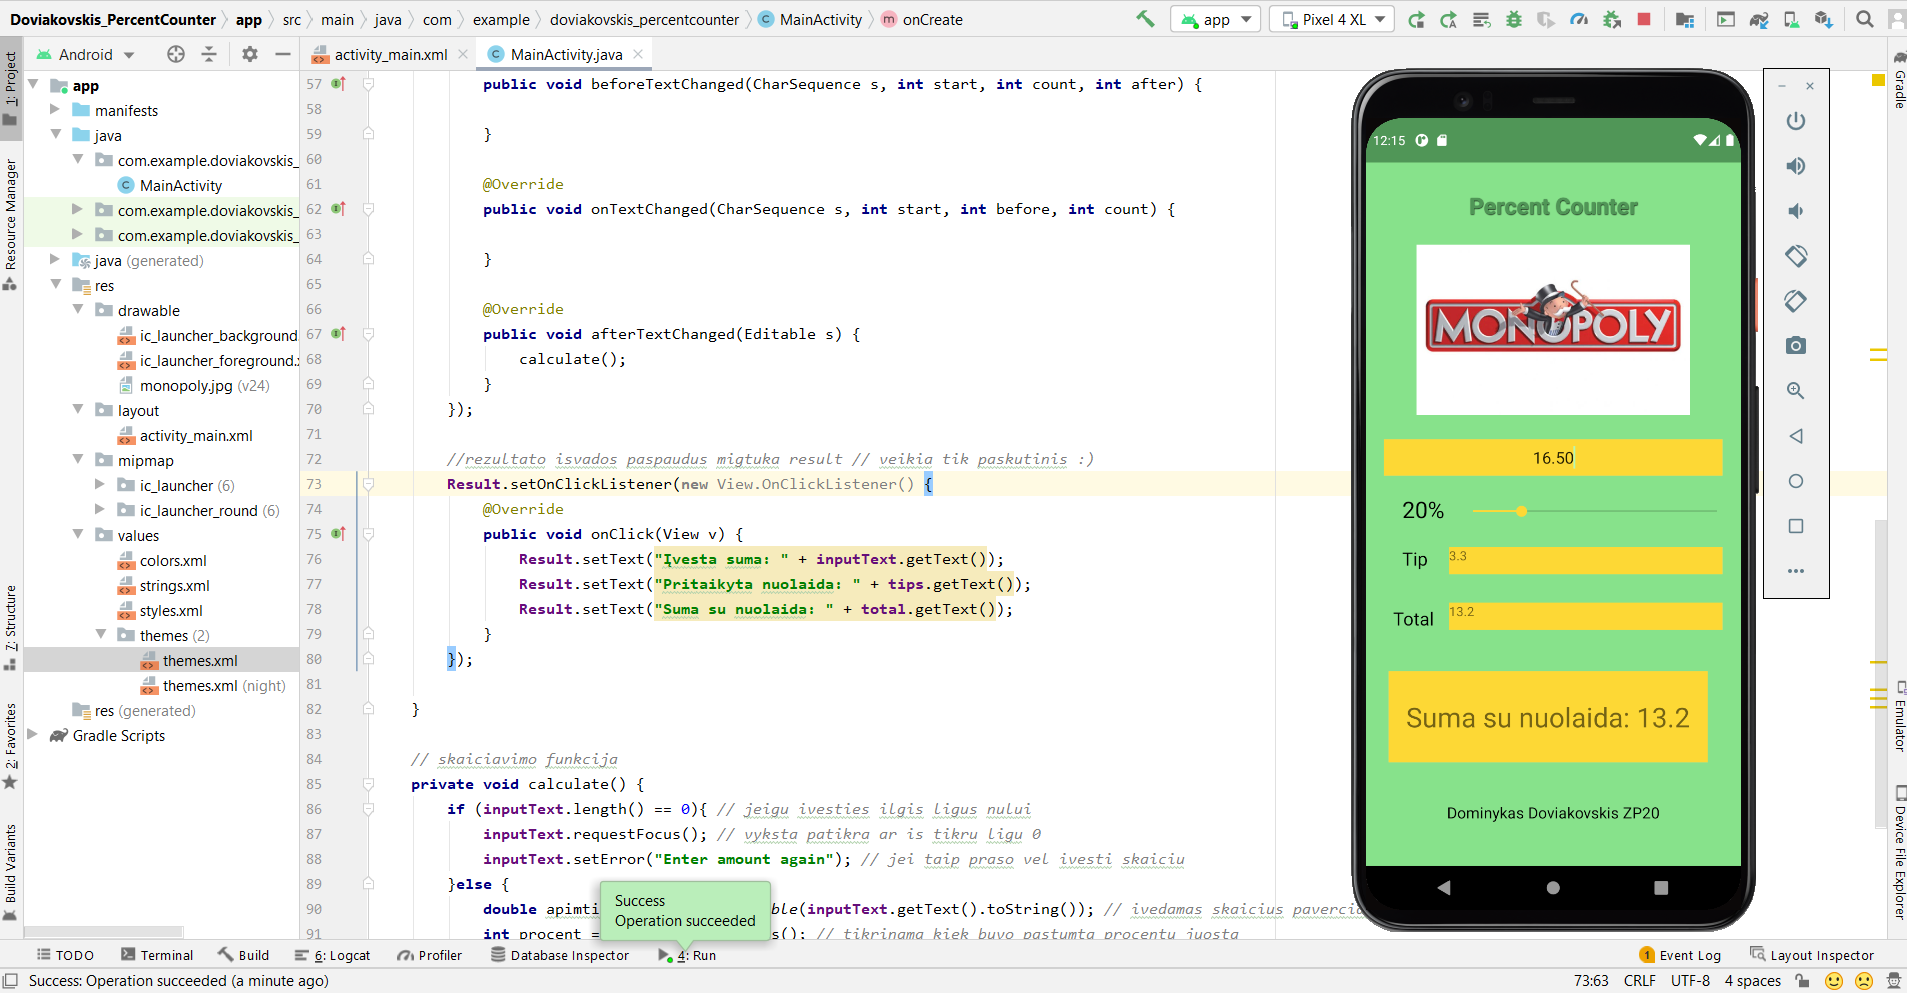 Doviakovskis_PercentCounter app src main java com example doviakovskis_percentcounter MainActivity onCreate
app Pixel 4 XL
Android
activity_main.xml
MainActivity.java
1: Project
Resource Manager
7: Structure
2: Favorites
Build Variants
app
manifests
java
com.example.doviakovskis_
MainActivity
com.example.doviakovskis_
com.example.doviakovskis_
java (generated)
res
drawable
ic_launcher_background
ic_launcher_foreground.
monopoly.jpg (v24)
layout
activity_main.xml
mipmap
ic_launcher (6)
ic_launcher_round (6)
values
colors.xml
strings.xml
styles.xml
themes (2)
themes.xml
themes.xml (night)
res (generated)
Gradle Scripts
57 public void beforeTextChanged(CharSequence s, int start, int count, int after) {
58
59 }
60
61 @Override
62 public void onTextChanged(CharSequence s, int start, int before, int count) {
63
64 }
65
66 @Override
67 public void afterTextChanged(Editable s) {
68 calculate();
69 }
70 });
71
72 //rezultato isvados paspaudus migtuka result // veikia tik paskutinis :)
73 Result.setOnClickListener(new View.OnClickListener() {
74 @Override
75 public void onClick(View v) {
76 Result.setText("Įvesta suma: " + inputText.getText());
77 Result.setText("Pritaikyta nuolaida: " + tips.getText());
78 Result.setText("Suma su nuolaida: " + total.getText());
79 }
80 });
81
82 }
83
84 // skaiciavimo funkcija
85 private void calculate() {
86 if (inputText.length() == 0){ // jeigu ivesties ilgis ligus nului
87 inputText.requestFocus(); // vyksta patikra ar is tikru ligu 0
88 inputText.setError("Enter amount again"); // jei taip praso vel ivesti skaiciu
89 }else {
90 double apimti ble(inputText.getText().toString()); // ivedamas skaicius paverci
91 int procent = s(); // tikrinama kiek buvo pastumta procentu juosta
Success
Operation succeeded
12:15
Percent Counter
MONOPOLY
16.50
20%
Tip 3.3
Total 13.2
Suma su nuolaida: 13.2
Dominykas Doviakovskis ZP20
Gradle
Emulator
Device File Explorer
TODO Terminal Build 6: Logcat Profiler Database Inspector 4: Run 1 Event Log Layout Inspector
Success: Operation succeeded (a minute ago) 73:63 CRLF UTF-8 4 spaces